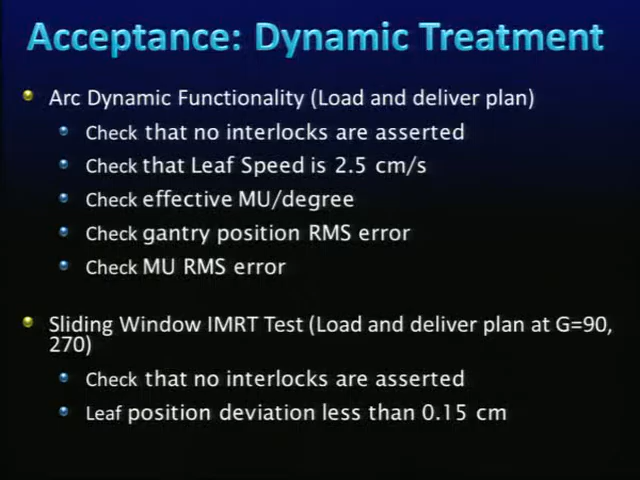 Acceptance: Dynamic Treatment
Arc Dynamic Functionality (Load and deliver plan)
Check that no interlocks are asserted
Check that Leaf Speed is 2.5 cm/s
Check effective MU/degree
Check gantry position RMS error
Check MU RMS error
Sliding Window IMRT Test (Load and deliver plan at G=90,
270)
Check that no interlocks are asserted
Leaf position deviation less than 0.15 cm